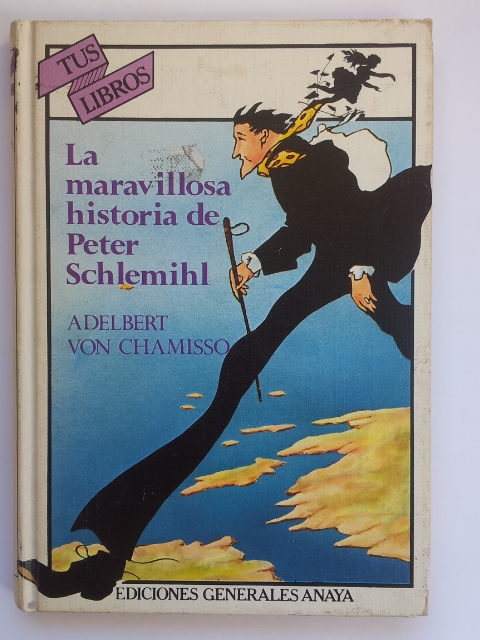 TUS
LIBROS
La
maravillosa
historia de
Peter
Schlemihl
ADELBERT
VON CHAMISSO
EDICIONES GENERALES ANAYA